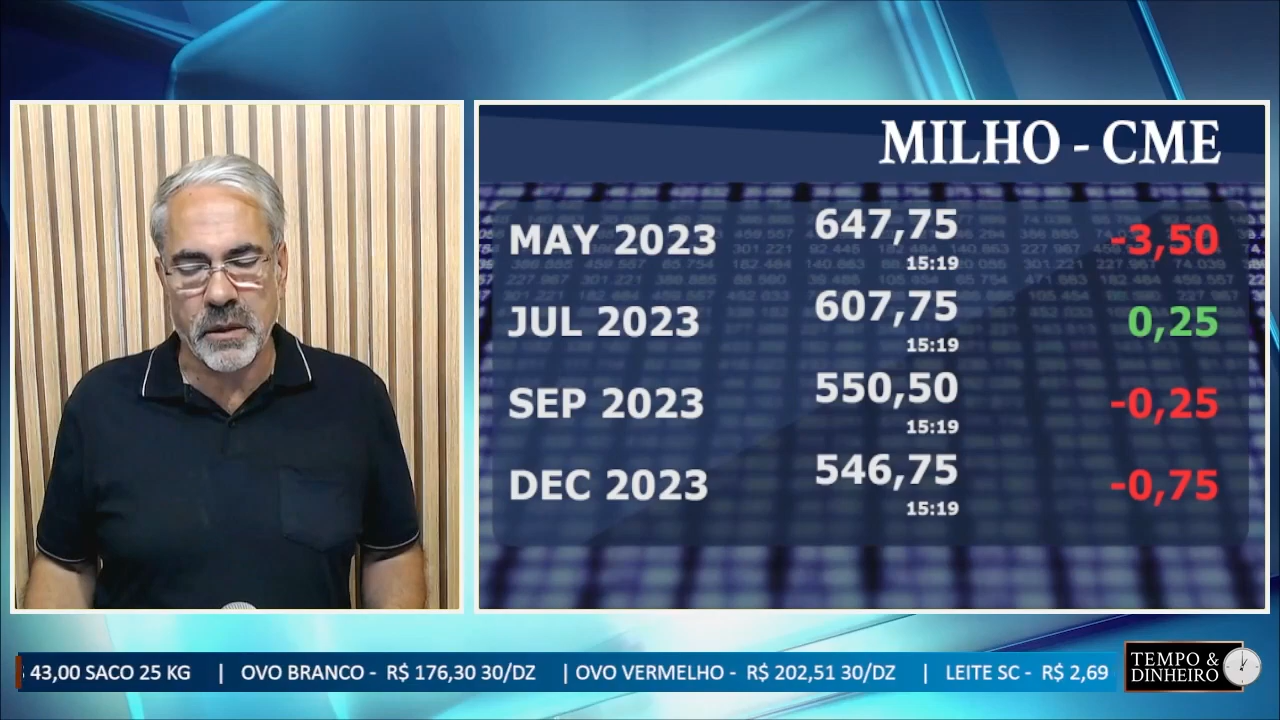 MILHO - CME
MAY 2023 647,75 -3,50
15:19
JUL 2023 607,75 0,25
15:19
SEP 2023 550,50 -0,25
15:19
DEC 2023 546,75 -0,75
15:19
43,00 SACO 25 KG | OVO BRANCO - R$ 176,30 30/DZ | OVO VERMELHO - R$ 202,51 30/DZ | LEITE SC - R$ 2,69
TEMPO &
DINHEIRO